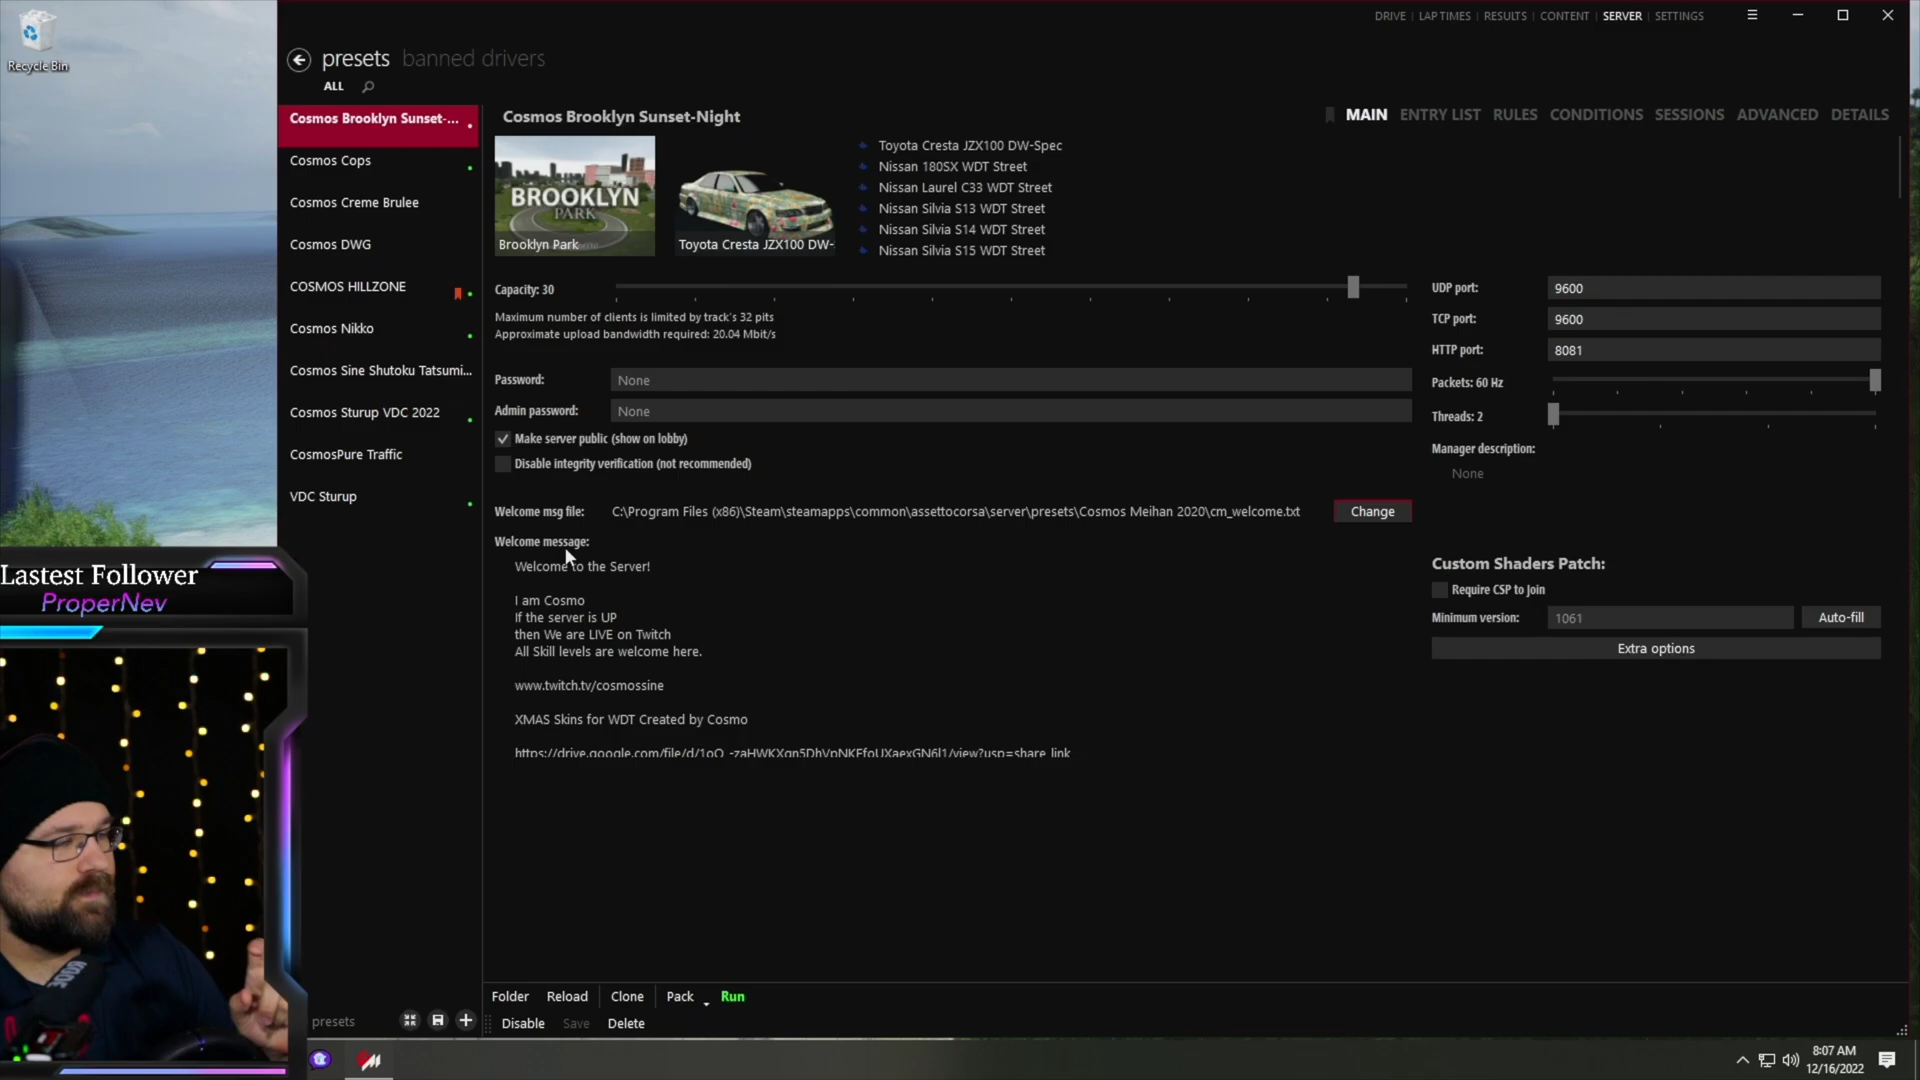 Recycle Bin
DRIVE | LAP TIMES | RESULTS | CONTENT | SERVER | SETTINGS
presets banned drivers
ALL
Cosmos Brooklyn Sunset-...
Cosmos Cops
Cosmos Creme Brulee
Cosmos DWG
COSMOS HILLZONE
Cosmos Nikko
Cosmos Sine Shutoku Tatsumi...
Cosmos Sturup VDC 2022
CosmosPure Traffic
VDC Sturup
Cosmos Brooklyn Sunset-Night
MAIN ENTRY LIST RULES CONDITIONS SESSIONS ADVANCED DETAILS
BROOKLYN
PARK
Brooklyn Park
Toyota Cresta JZX100 DW-
Toyota Cresta JZX100 DW-Spec
Nissan 180SX WDT Street
Nissan Laurel C33 WDT Street
Nissan Silvia S13 WDT Street
Nissan Silvia S14 WDT Street
Nissan Silvia S15 WDT Street
Capacity: 30
Maximum number of clients is limited by track's 32 pits
Approximate upload bandwidth required: 20.04 Mbit/s
UDP port: 9600
TCP port: 9600
HTTP port: 8081
Packets: 60 Hz
Threads: 2
Manager description:
None
Password: None
Admin password: None
Make server public (show on lobby)
Disable integrity verification (not recommended)
Welcome msg file: C:\Program Files (x86)\Steam\steamapps\common\assettocorsa\server\presets\Cosmos Meihan 2020\cm_welcome.txt Change
Welcome message:
Welcome to the Server!
I am Cosmo
If the server is UP
then We are LIVE on Twitch
All Skill levels are welcome here.
www.twitch.tv/cosmossine
XMAS Skins for WDT Created by Cosmo
Custom Shaders Patch:
Require CSP to join
Minimum version: 1061 Auto-fill
Extra options
Lastest Follower
ProperNev
RODE
Folder Reload Clone Pack Run
Disable Save Delete
presets
8:07 AM
12/16/2022